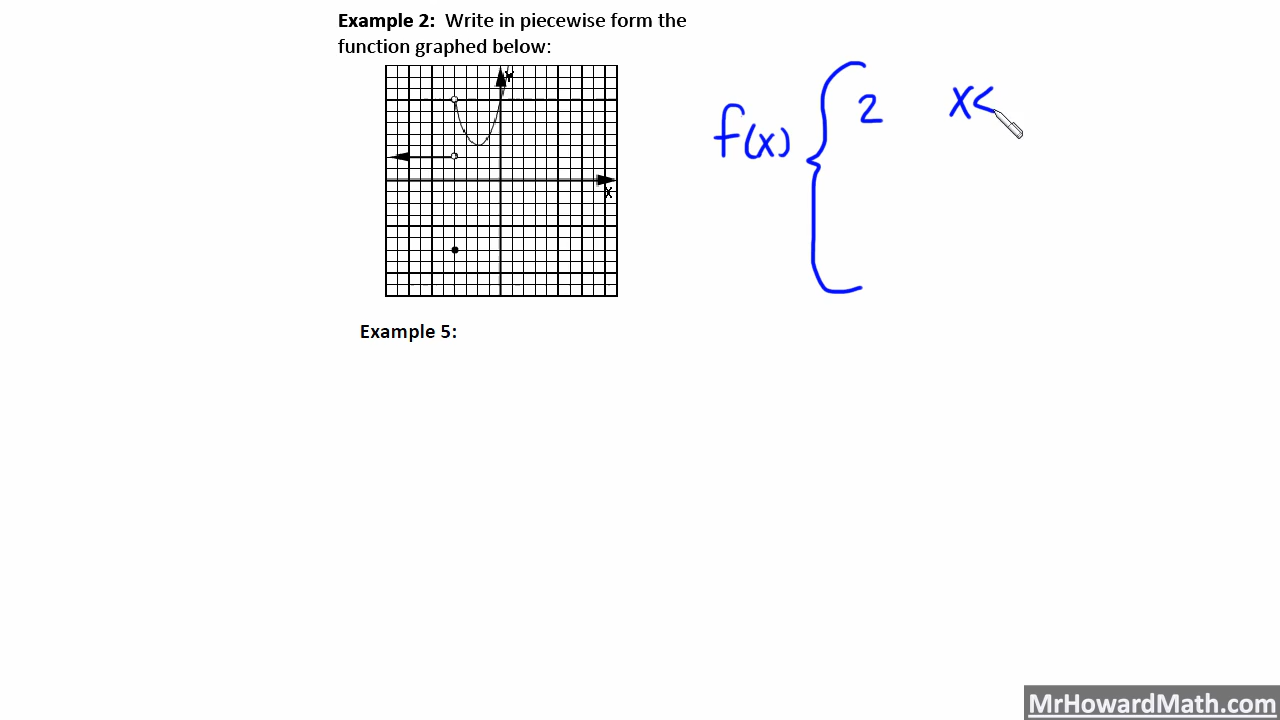 Example 2: Write in piecewise form the
function graphed below:
Y
X
f(x) { 2 x<
Example 5:
MrHowardMath.com